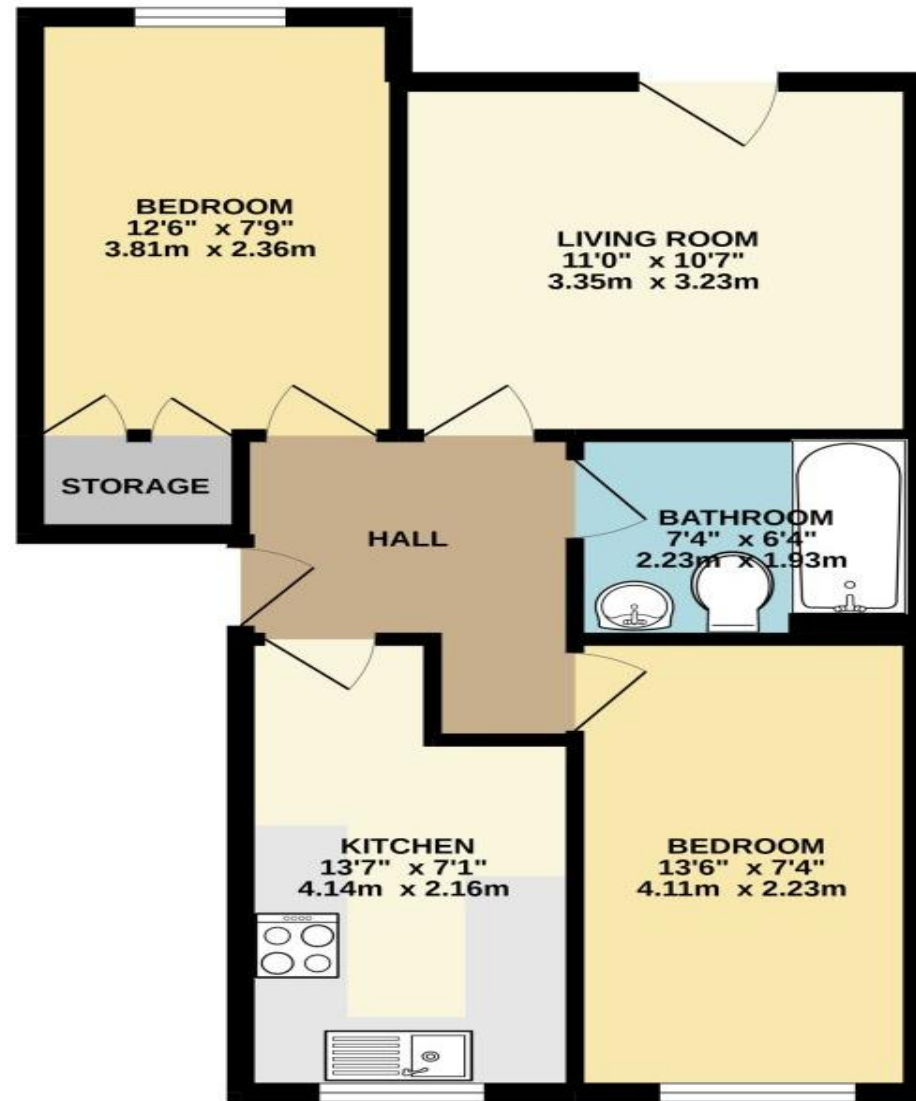 BEDROOM
12'6" x 7'9"
3.81m x 2.36m
LIVING ROOM
11'0" x 10'7"
3.35m x 3.23m
STORAGE
HALL
BATHROOM
7'4" x 6'4"
2.23m x 1.93m
KITCHEN
13'7" x 7'1"
4.14m x 2.16m
BEDROOM
13'6" x 7'4"
4.11m x 2.23m